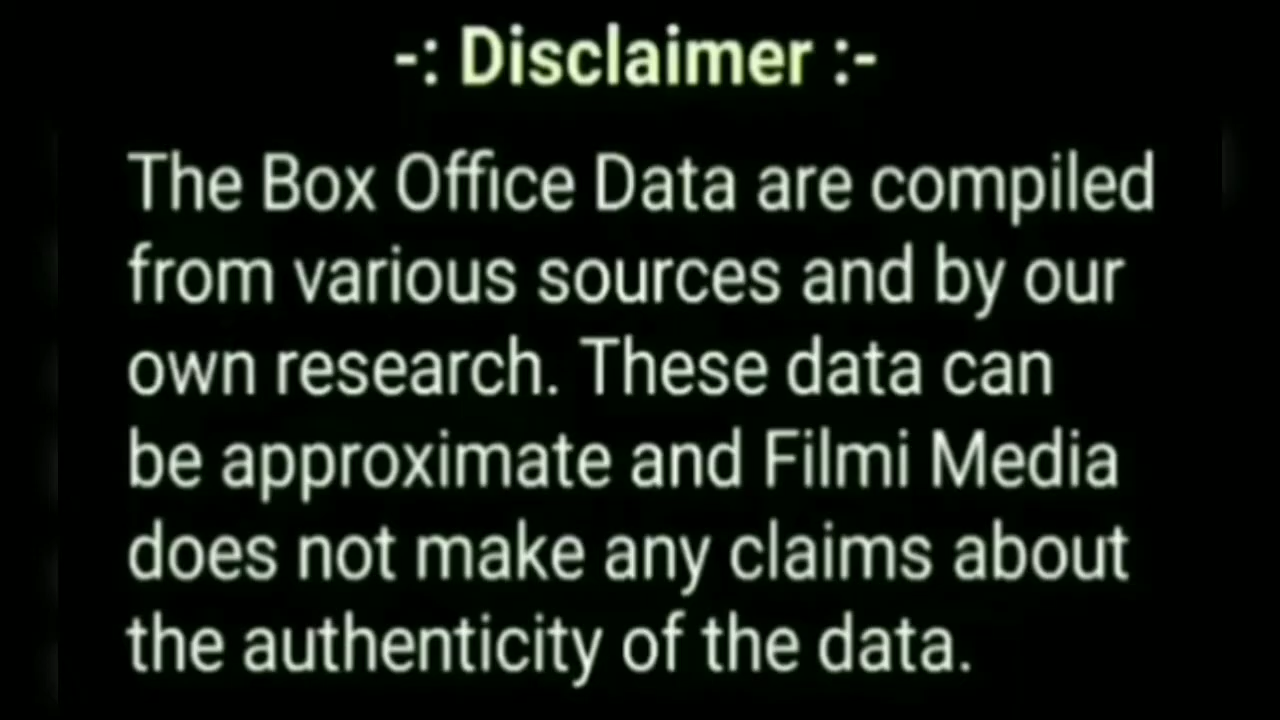 -: Disclaimer :-
The Box Office Data are compiled
from various sources and by our
own research. These data can
be approximate and Filmi Media
does not make any claims about
the authenticity of the data.